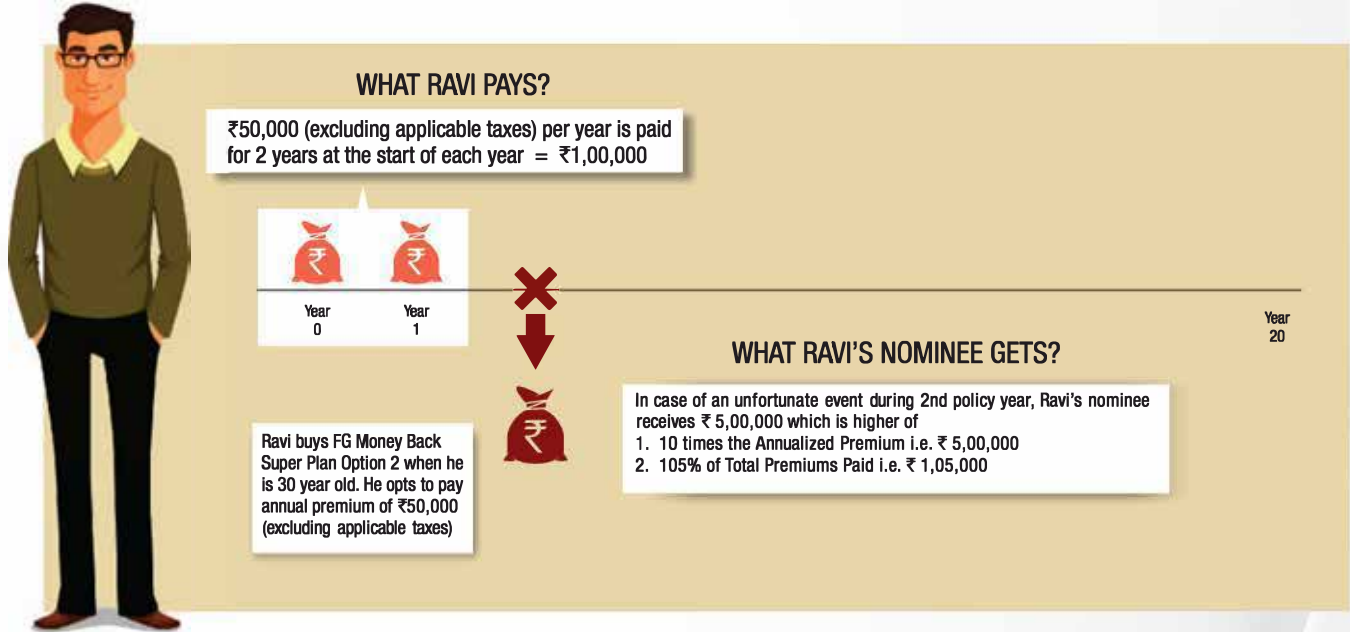 WHAT RAVI PAYS?
₹50,000 (excluding applicable taxes) per year is paid
for 2 years at the start of each year = ₹1,00,000
₹
₹
Year
0
Year
1
Year
20
₹
WHAT RAVI'S NOMINEE GETS?
In case of an unfortunate event during 2nd policy year, Ravi's nominee
receives ₹ 5,00,000 which is higher of
1. 10 times the Annualized Premium i.e. ₹ 5,00,000
2. 105% of Total Premiums Paid i.e. ₹ 1,05,000
Ravi buys FG Money Back
Super Plan Option 2 when he
is 30 year old. He opts to pay
annual premium of ₹50,000
(excluding applicable taxes)